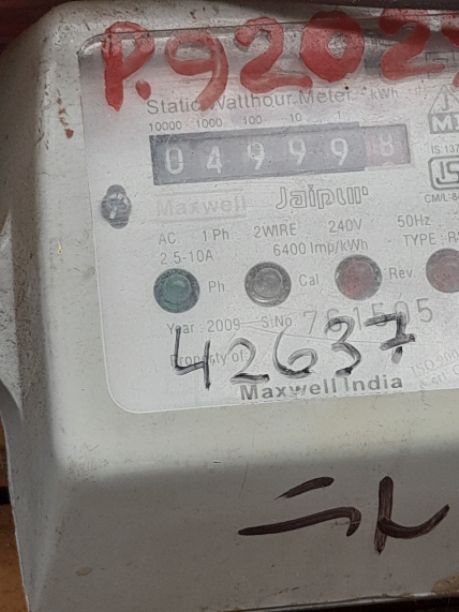 P.9202
Static Watthour Meter kWh
10000 1000 100 10 1
04999 8
Maxwell Jaipur
AC 1 Ph 2WIRE 240V 50Hz
2.5-10A 6400 Imp/kWh TYPE : R
Ph Cal Rev.
Year : 2009 S.No
Property of
42637
Maxwell India